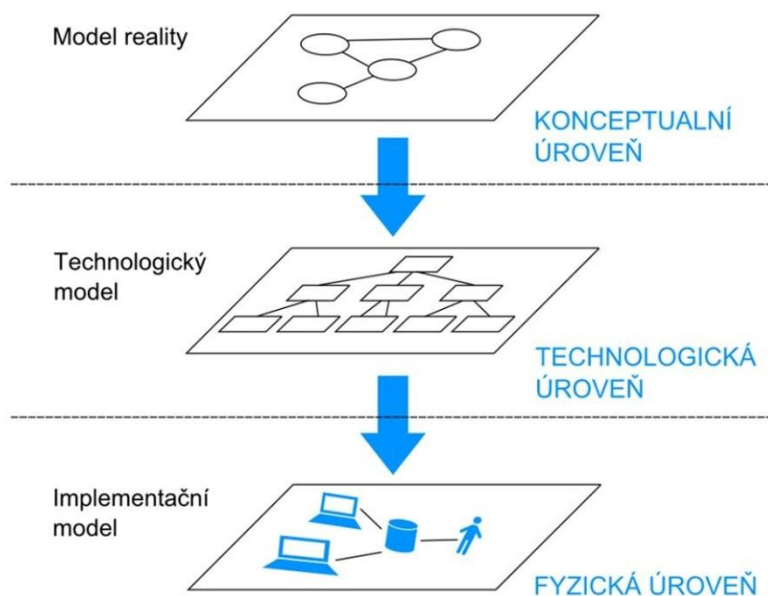 Model reality
KONCEPTUALNÍ
ÚROVEŇ
Technologický
model
TECHNOLOGICKÁ
ÚROVEŇ
Implementační
model
FYZICKÁ ÚROVEŇ